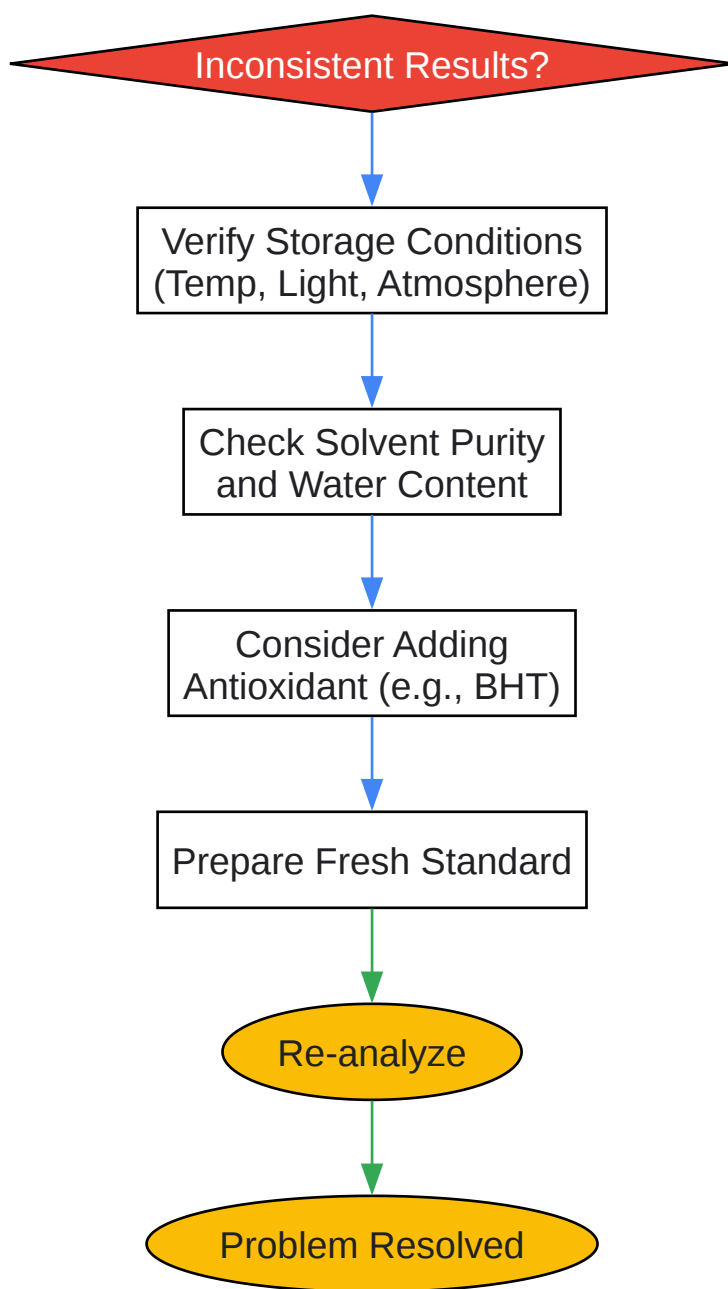 Inconsistent Results?
Verify Storage Conditions
(Temp, Light, Atmosphere)
Check Solvent Purity
and Water Content
Consider Adding
Antioxidant (e.g., BHT)
Prepare Fresh Standard
Re-analyze
Problem Resolved